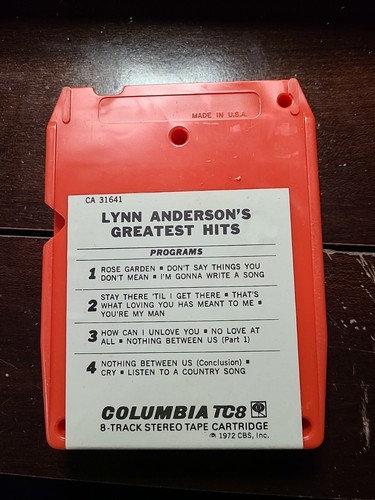 MADE IN U.S.A.
CA 31641
LYNN ANDERSON'S
GREATEST HITS
PROGRAMS
1 ROSE GARDEN ▪ DON'T SAY THINGS YOU
DON'T MEAN ▪ I'M GONNA WRITE A SONG
2 STAY THERE 'TIL I GET THERE ▪ THAT'S
WHAT LOVING YOU HAS MEANT TO ME ▪
YOU'RE MY MAN
3 HOW CAN I UNLOVE YOU ▪ NO LOVE AT
ALL ▪ NOTHING BETWEEN US (Part 1)
4 NOTHING BETWEEN US (Conclusion) ▪
CRY ▪ LISTEN TO A COUNTRY SONG
COLUMBIA TC8
8-TRACK STEREO TAPE CARTRIDGE
℗ 1972 CBS, Inc.